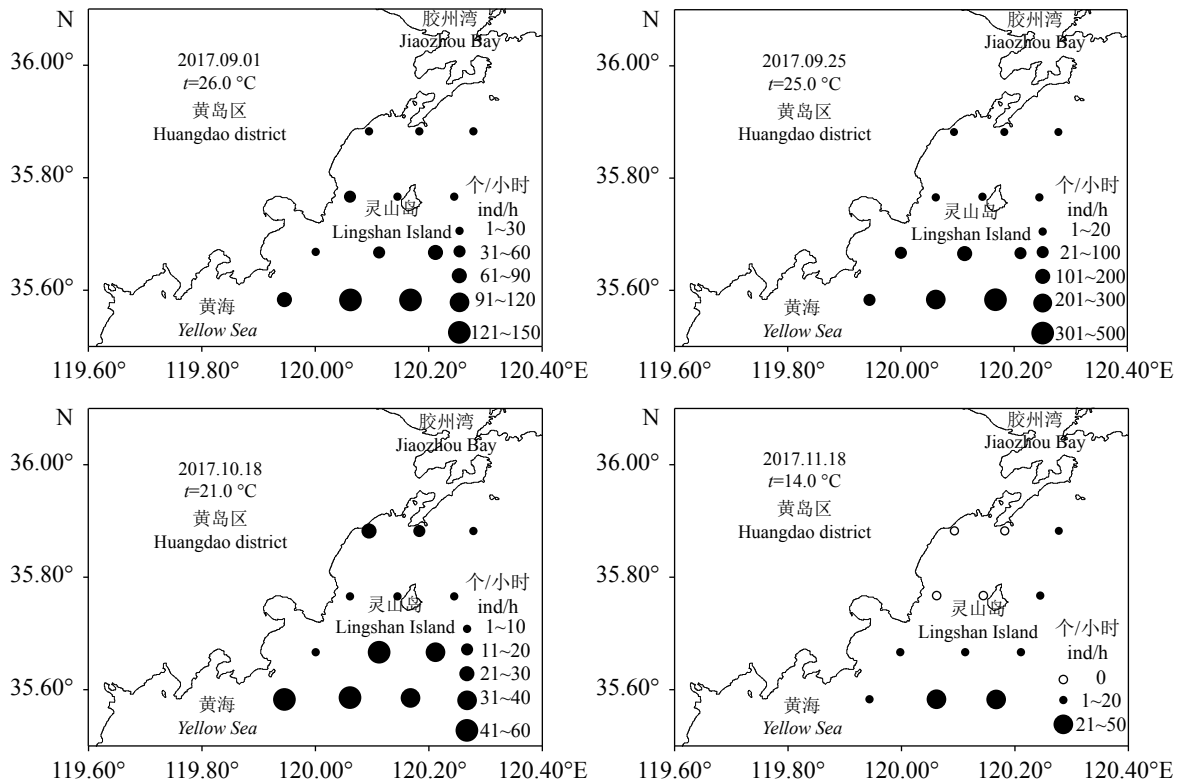 N
胶州湾
Jiaozhou Bay
36.00°
2017.09.01
t=26.0 °C
黄岛区
Huangdao district
35.80°
个/小时
ind/h
灵山岛
Lingshan Island
1~30
31~60
61~90
91~120
121~150
35.60°
黄海
Yellow Sea
119.60°
119.80°
120.00°
120.20°
120.40°E
N
胶州湾
Jiaozhou Bay
36.00°
2017.09.25
t=25.0 °C
黄岛区
Huangdao district
35.80°
个/小时
ind/h
灵山岛
Lingshan Island
1~20
21~100
101~200
201~300
301~500
35.60°
黄海
Yellow Sea
119.60°
119.80°
120.00°
120.20°
120.40°E
N
胶州湾
Jiaozhou Bay
36.00°
2017.10.18
t=21.0 °C
黄岛区
Huangdao district
35.80°
个/小时
ind/h
灵山岛
Lingshan Island
1~10
11~20
21~30
31~40
41~60
35.60°
黄海
Yellow Sea
119.60°
119.80°
120.00°
120.20°
120.40°E
N
胶州湾
Jiaozhou Bay
36.00°
2017.11.18
t=14.0 °C
黄岛区
Huangdao district
35.80°
灵山岛
Lingshan Island
个/小时
ind/h
0
1~20
21~50
35.60°
黄海
Yellow Sea
119.60°
119.80°
120.00°
120.20°
120.40°E